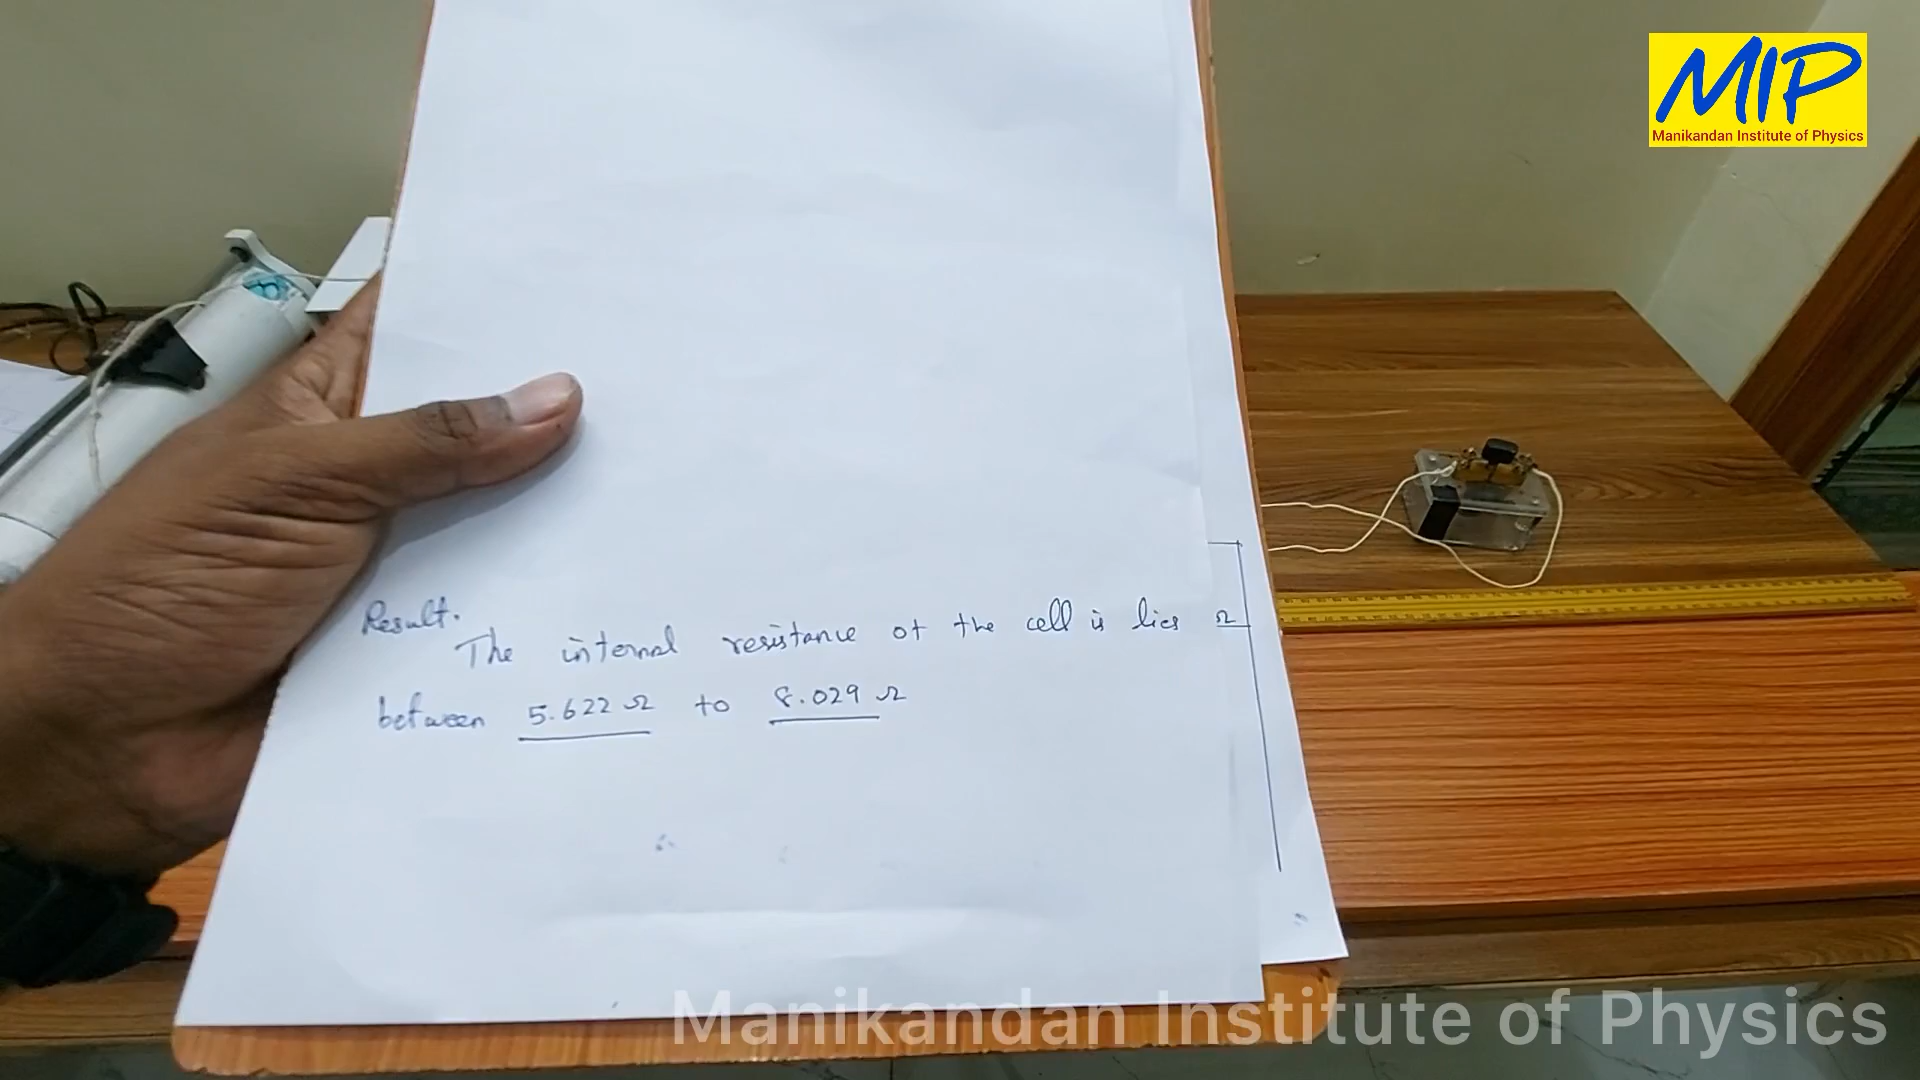 MIP
Manikandan Institute of Physics
Result.
The internal resistance of the cell is lies Ω
between 5.622 Ω to 8.029 Ω
Manikandan Institute of Physics